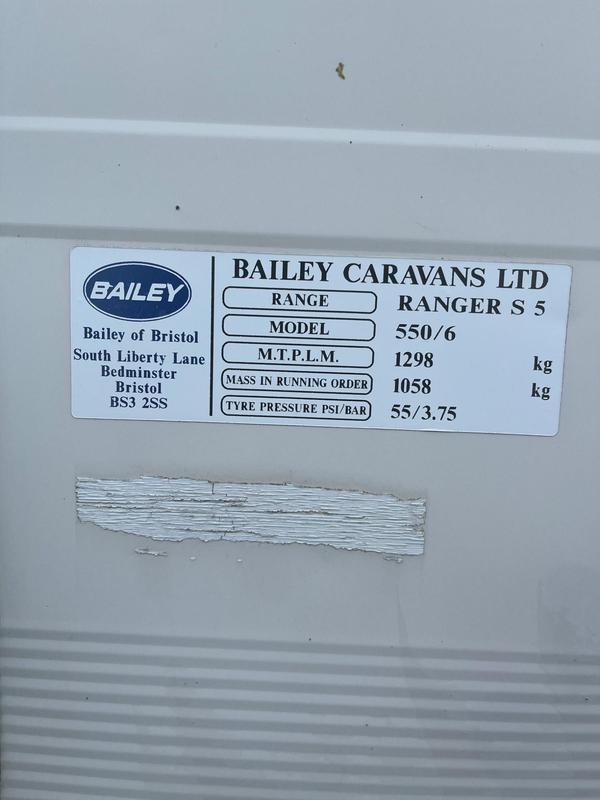 BAILEY
Bailey of Bristol
South Liberty Lane
Bedminster
Bristol
BS3 2SS
BAILEY CARAVANS LTD
RANGE RANGER S 5
MODEL 550/6
M.T.P.L.M. 1298 kg
MASS IN RUNNING ORDER 1058 kg
TYRE PRESSURE PSI/BAR 55/3.75